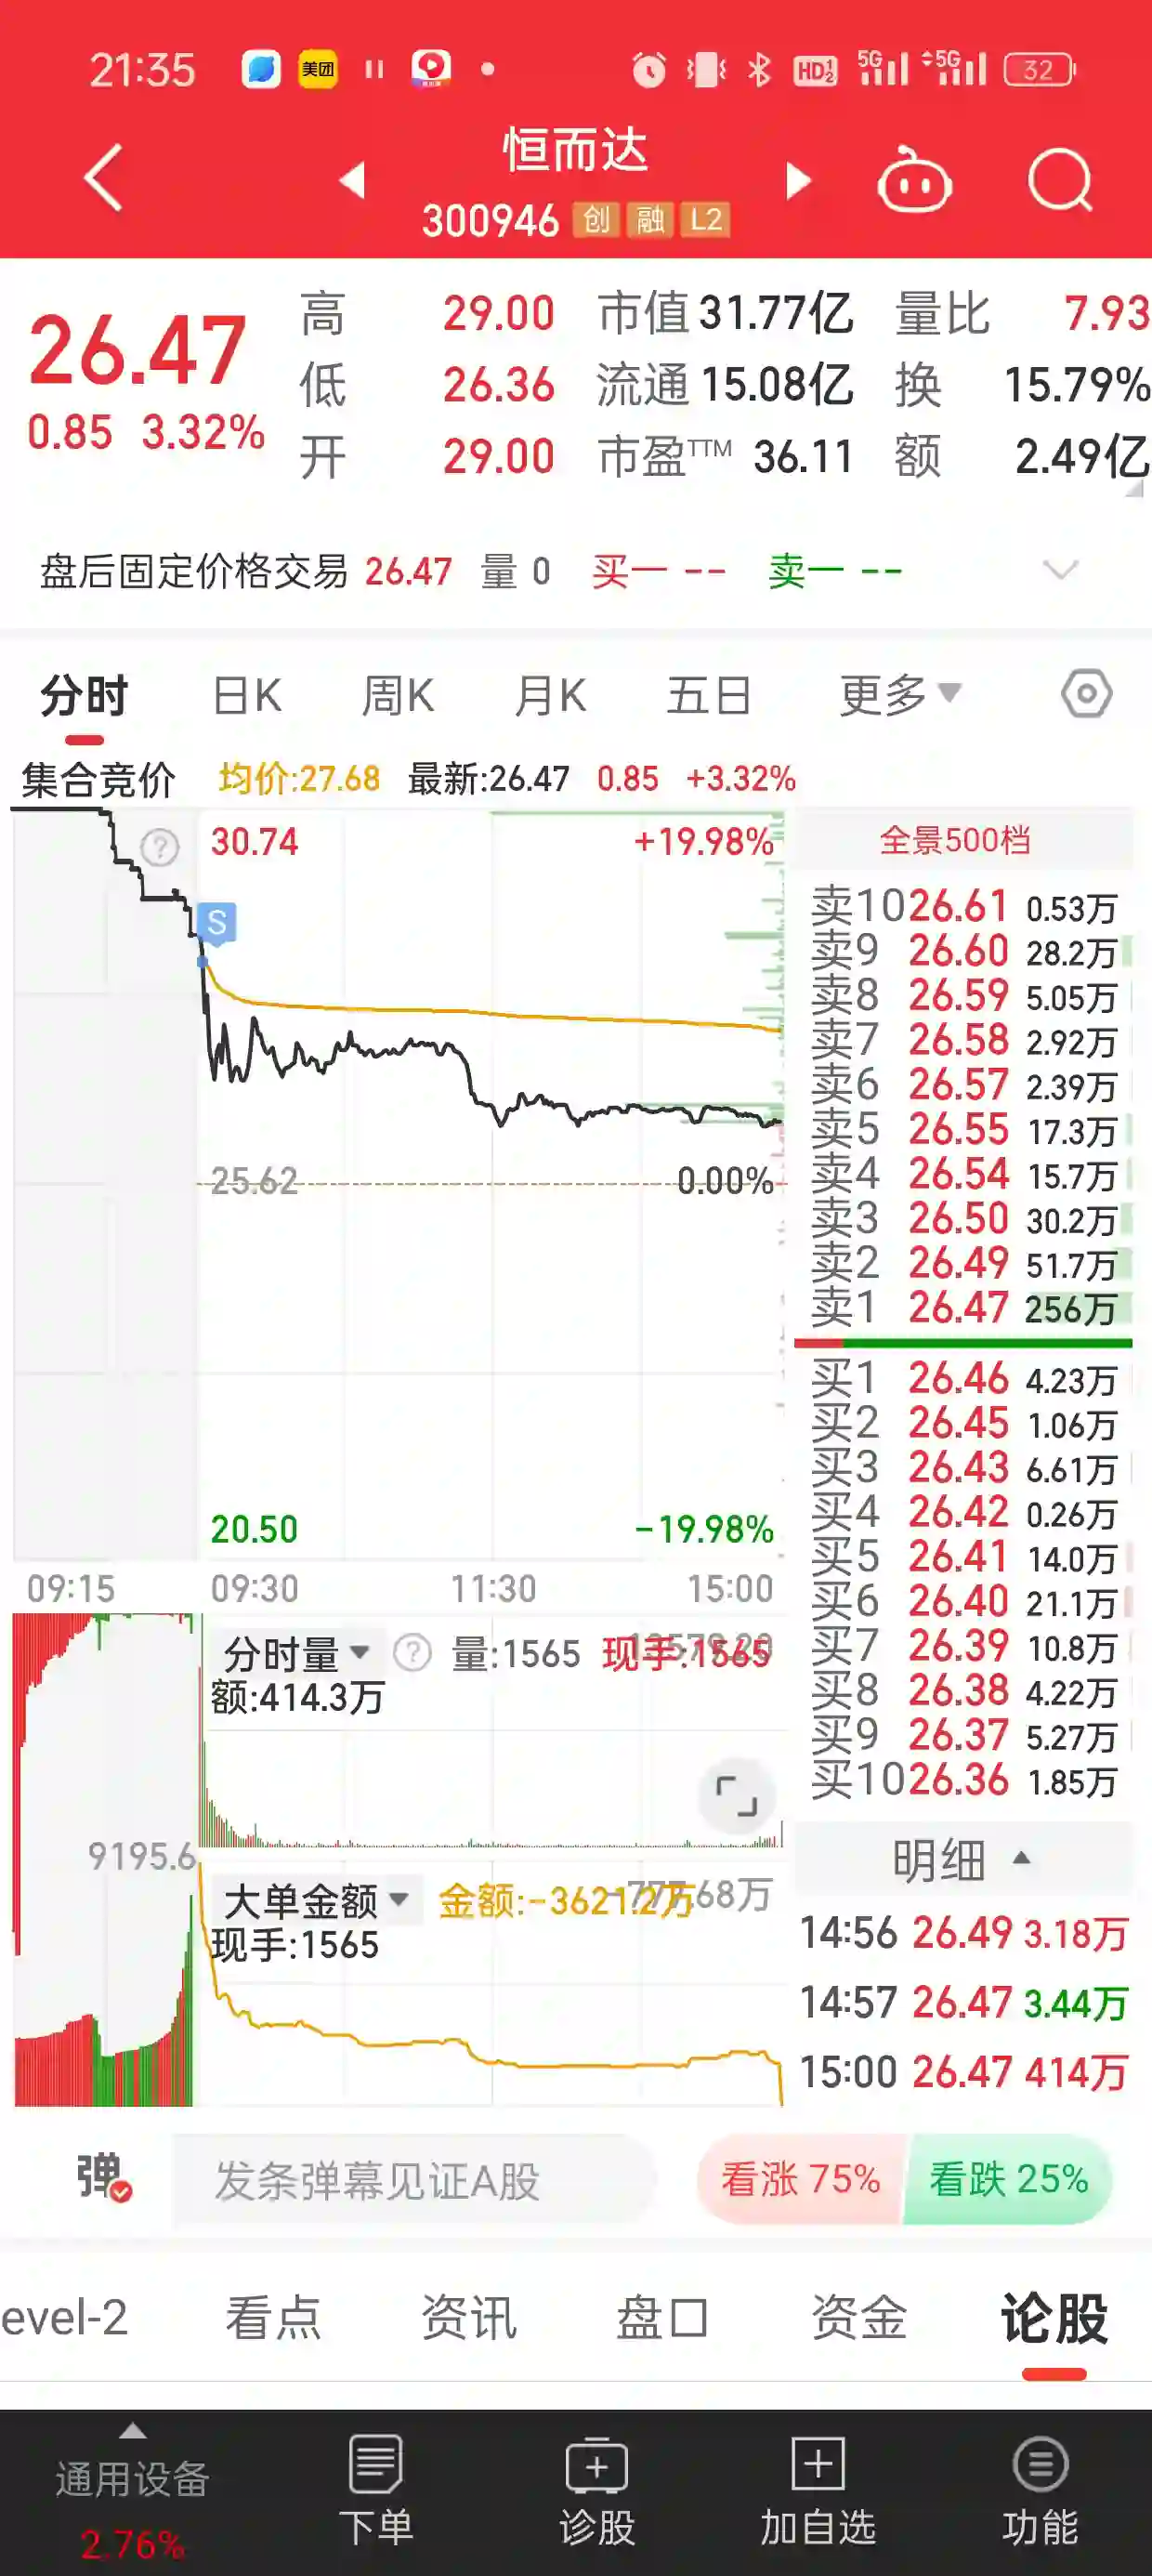 21:35 美团 HD 1 2 5G 5G 32
恒而达
300946 创 融 L2
26.47
0.85 3.32%
高 29.00 市值 31.77亿 量比 7.93
低 26.36 流通 15.08亿 换 15.79%
开 29.00 市盈TTM 36.11 额 2.49亿
盘后固定价格交易 26.47 量 0 买一 -- 卖一 --
分时 日K 周K 月K 五日 更多
集合竞价 均价:27.68 最新:26.47 0.85 +3.32%
30.74 +19.98%
S
25.62 0.00%
20.50 -19.98%
09:15 09:30 11:30 15:00
全景500档
卖10 26.61 0.53万
卖9 26.60 28.2万
卖8 26.59 5.05万
卖7 26.58 2.92万
卖6 26.57 2.39万
卖5 26.55 17.3万
卖4 26.54 15.7万
卖3 26.50 30.2万
卖2 26.49 51.7万
卖1 26.47 256万
买1 26.46 4.23万
买2 26.45 1.06万
买3 26.43 6.61万
买4 26.42 0.26万
买5 26.41 14.0万
买6 26.40 21.1万
买7 26.39 10.8万
买8 26.38 4.22万
买9 26.37 5.27万
买10 26.36 1.85万
分时量 ? 量:1565 现手:1565
额:414.3万
9195.6
大单金额 金额:-3621.2万
现手:1565
明细
14:56 26.49 3.18万
14:57 26.47 3.44万
15:00 26.47 414万
弹 发条弹幕见证A股 看涨 75% 看跌 25%
evel-2 看点 资讯 盘口 资金 论股
通用设备
2.76%
下单 诊股 加自选 功能